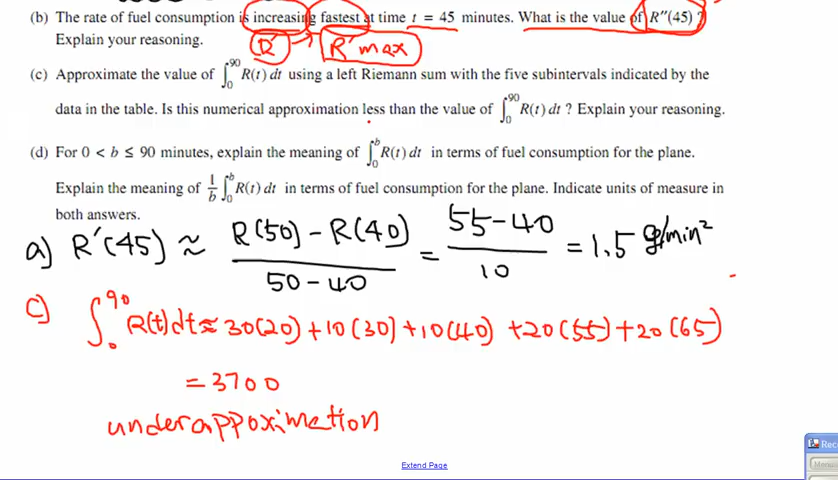 (b) The rate of fuel consumption is increasing fastest at time t = 45 minutes. What is the value of R″(45) ?
Explain your reasoning.
R′ → R′ max
(c) Approximate the value of ∫₀⁹⁰ R(t) dt using a left Riemann sum with the five subintervals indicated by the
data in the table. Is this numerical approximation less than the value of ∫₀⁹⁰ R(t) dt ? Explain your reasoning.
(d) For 0 < b ≤ 90 minutes, explain the meaning of ∫₀ᵇ R(t) dt in terms of fuel consumption for the plane.
Explain the meaning of 1/b ∫₀ᵇ R(t) dt in terms of fuel consumption for the plane. Indicate units of measure in
both answers.
a) R′(45) ≈ (R(50) − R(40))/(50 − 40) = (55 − 40)/10 = 1.5 g/min²
c) ∫₀⁹⁰ R(t)dt ≈ 30(20) + 10(30) + 10(40) + 20(55) + 20(65)
= 3700
underapproximation
Extend Page
Rec
Menu